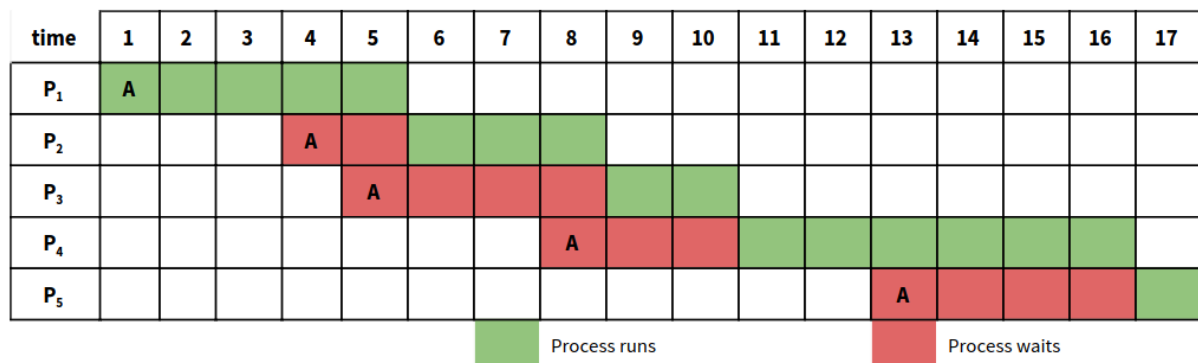 time 1 2 3 4 5 6 7 8 9 10 11 12 13 14 15 16 17
P₁ A
P₂ A
P₃ A
P₄ A
P₅ A
Process runs Process waits